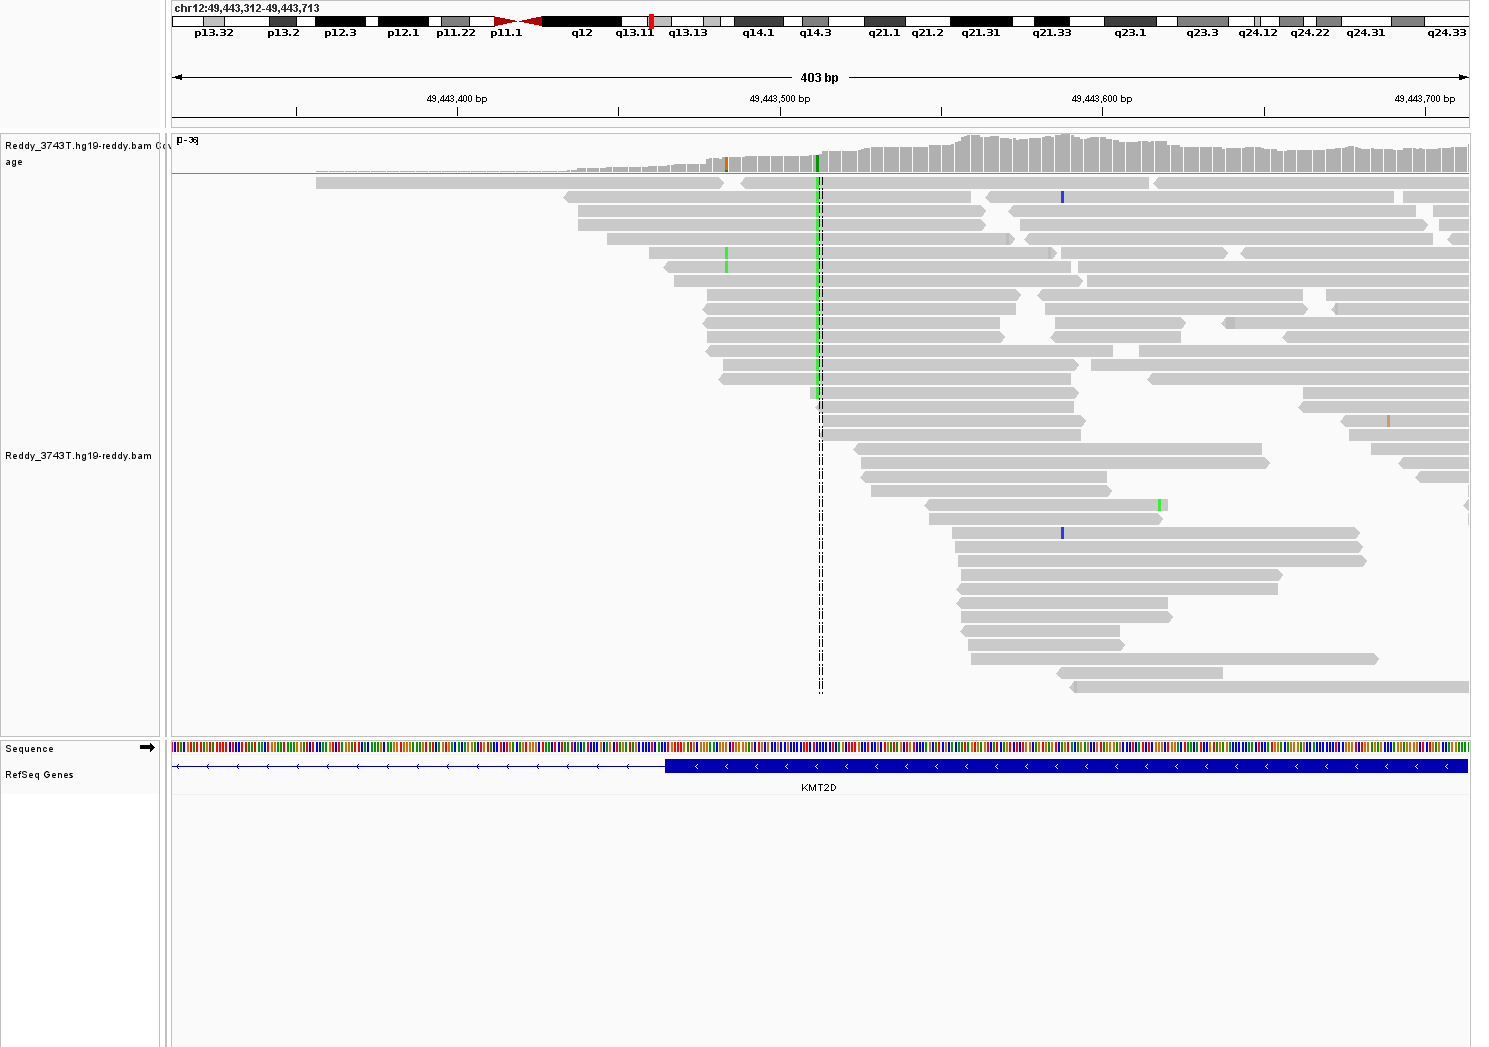 chr12:49,443,312-49,443,713
p13.32 p13.2 p12.3 p12.1 p11.22 p11.1 q12 q13.11 q13.13 q14.1 q14.3 q21.1 q21.2 q21.31 q21.33 q23.1 q23.3 q24.12 q24.22 q24.31 q24.33
403 bp
49,443,400 bp 49,443,500 bp 49,443,600 bp 49,443,700 bp
Reddy_3743T.hg19-reddy.bam Cov
age
[0-36]
Reddy_3743T.hg19-reddy.bam
Sequence
RefSeq Genes
KMT2D